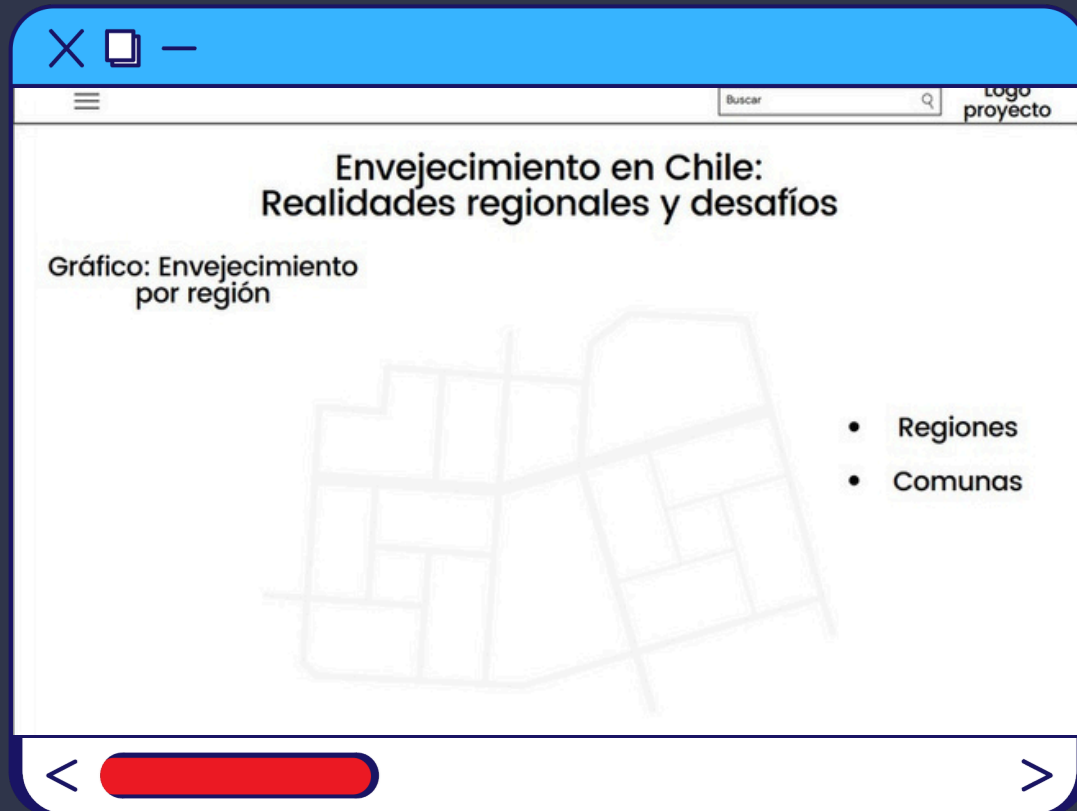 Buscar
Logo
proyecto
Envejecimiento en Chile:
Realidades regionales y desafíos
Gráfico: Envejecimiento
por región
• Regiones
• Comunas